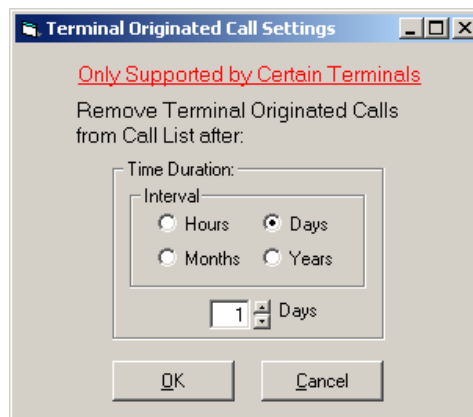 Terminal Originated Call Settings
Only Supported by Certain Terminals
Remove Terminal Originated Calls
from Call List after:
Time Duration:
Interval
Hours Days
Months Years
1 Days
OK Cancel